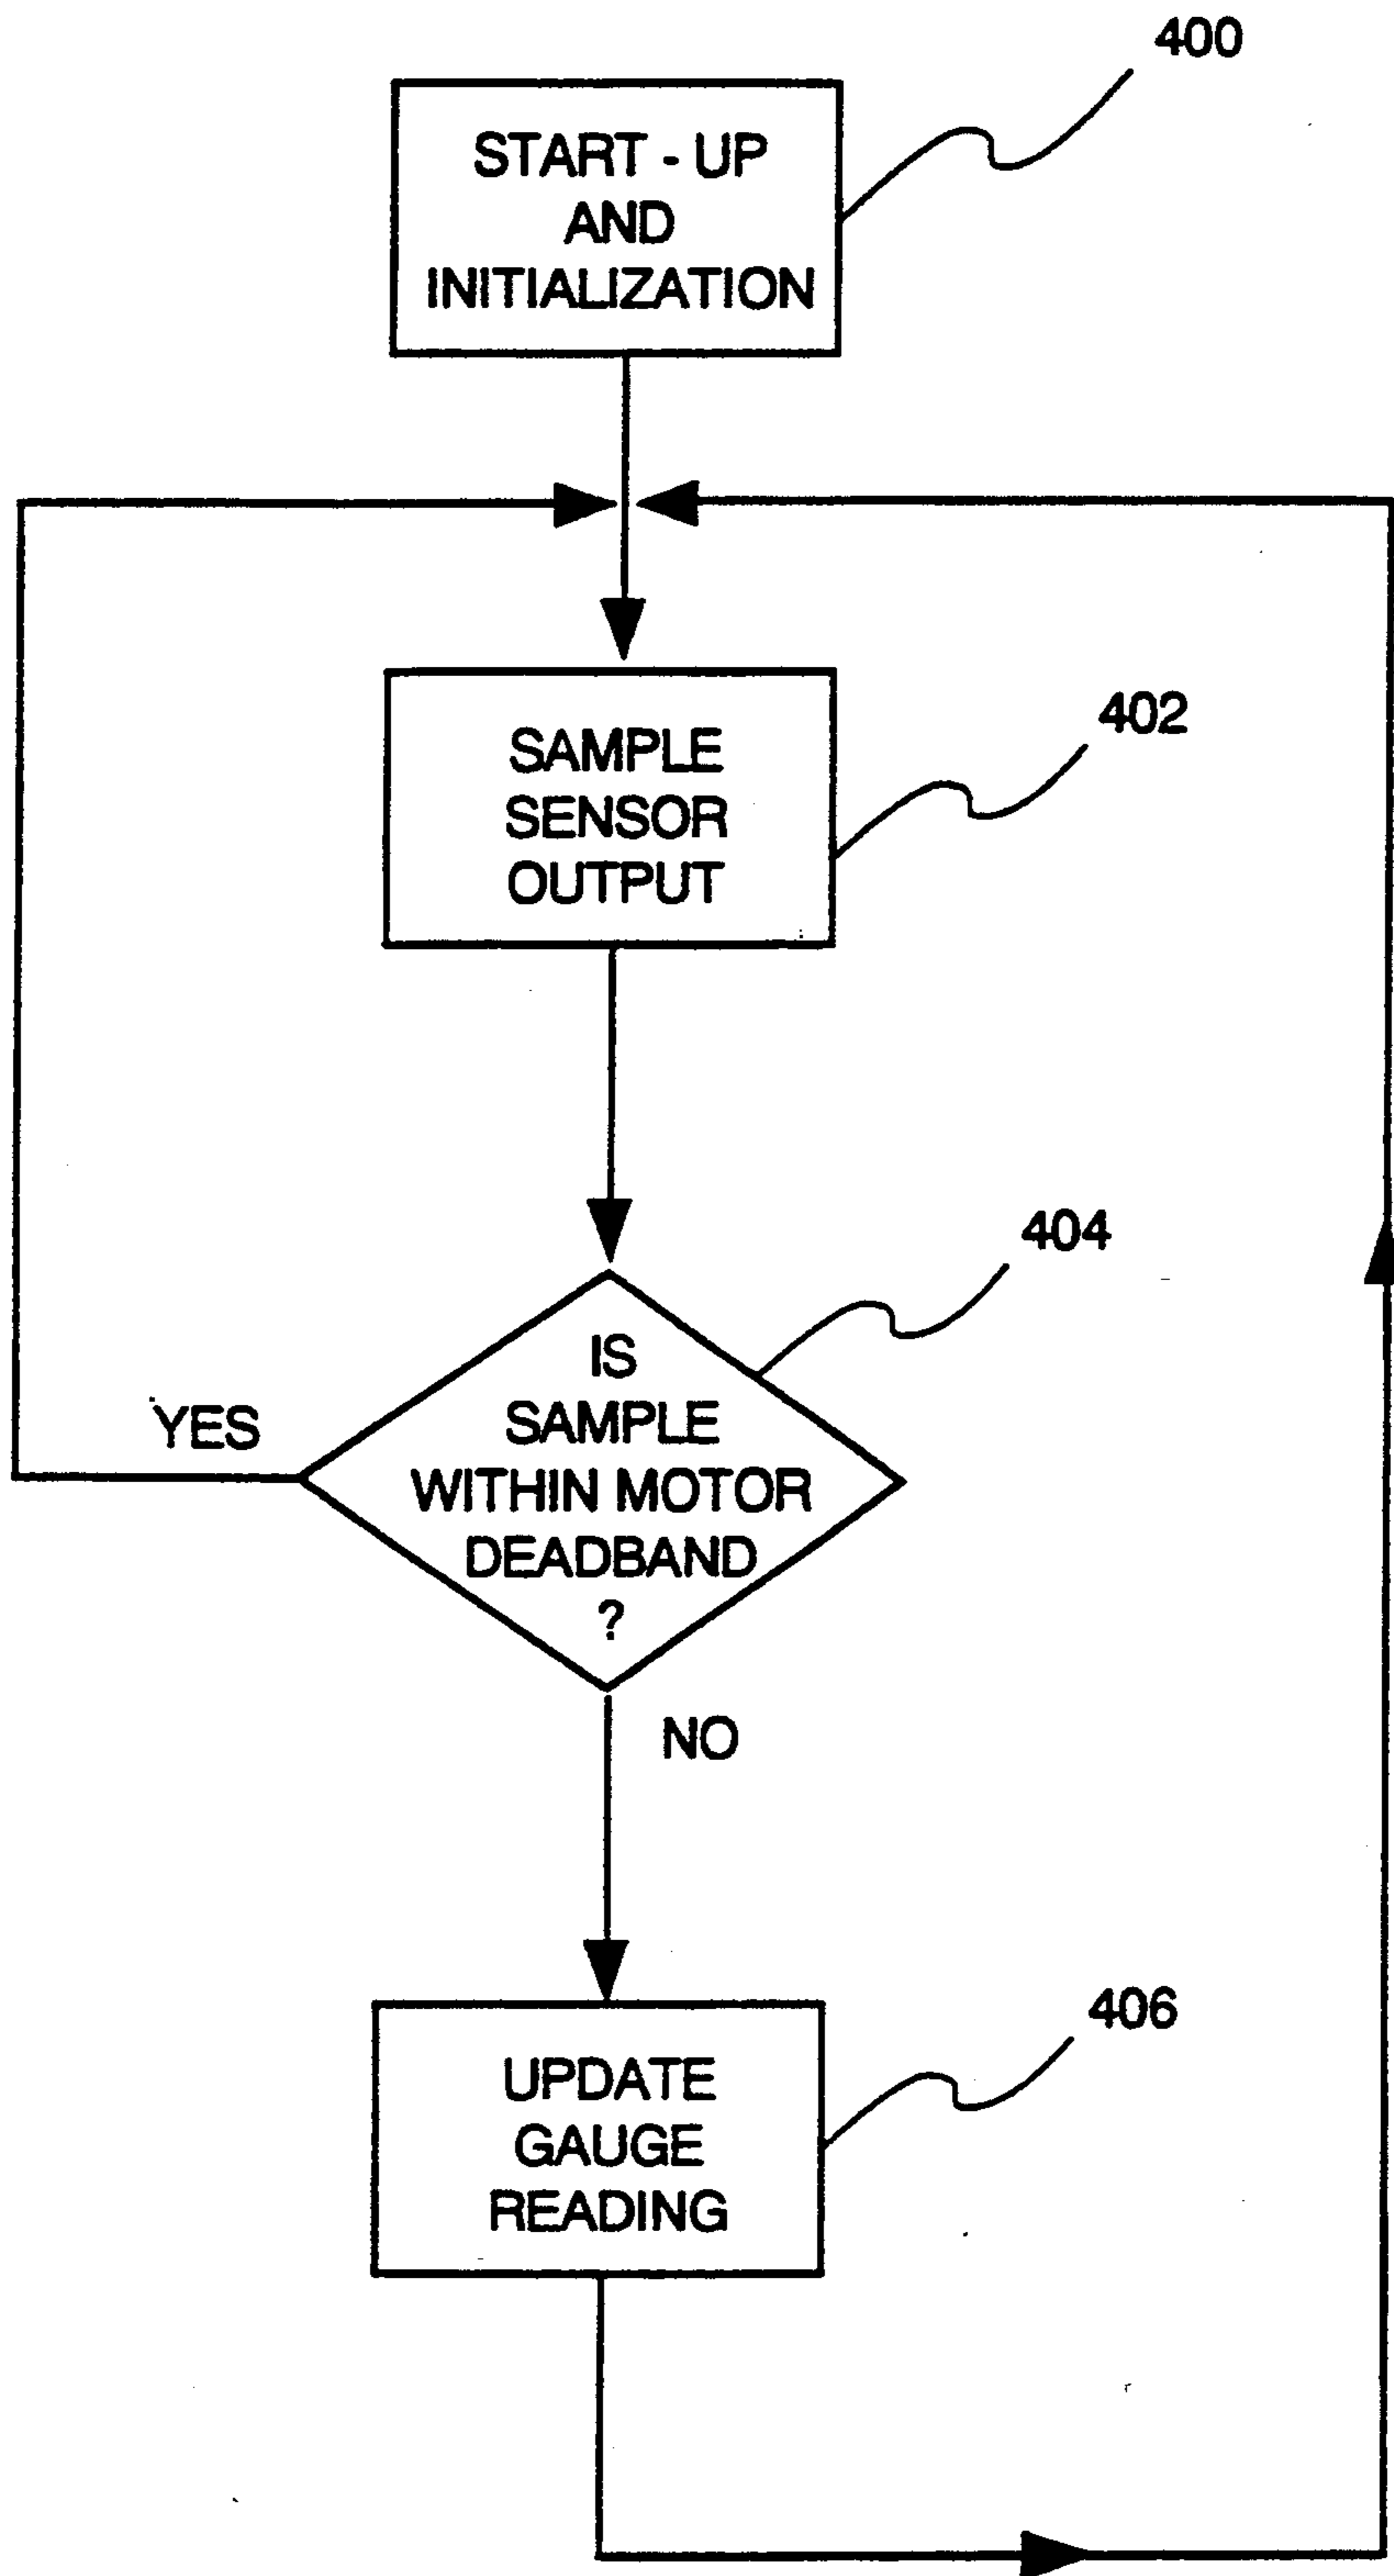 400
START - UP
AND
INITIALIZATION
402
SAMPLE
SENSOR
OUTPUT
404
IS
SAMPLE
WITHIN MOTOR
DEADBAND
?
YES
NO
406
UPDATE
GAUGE
READING